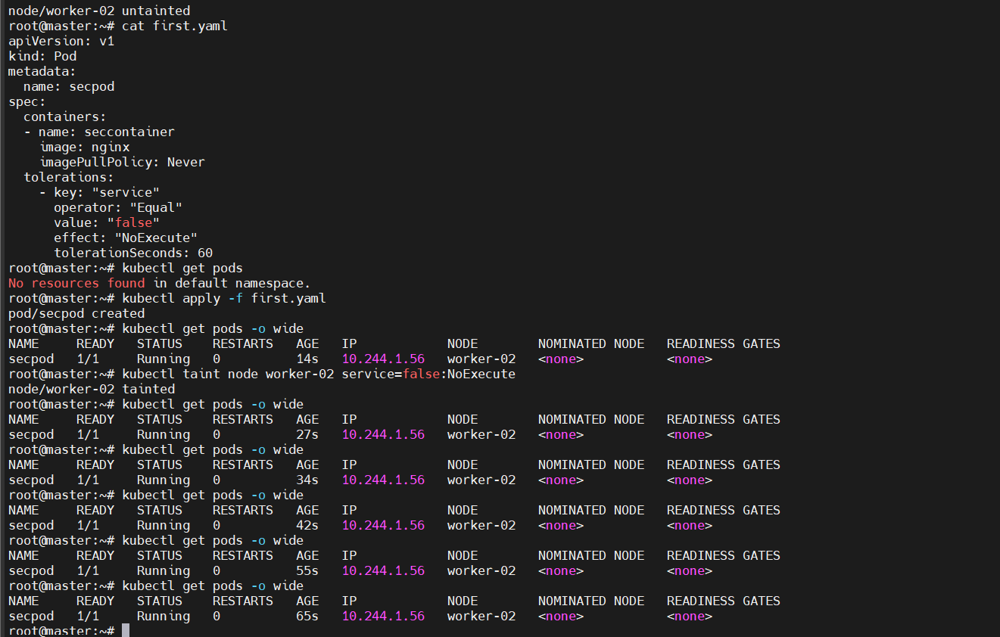 node/worker-02 untainted
root@master:~# cat first.yaml
apiVersion: v1
kind: Pod
metadata:
  name: secpod
spec:
  containers:
  - name: seccontainer
    image: nginx
    imagePullPolicy: Never
  tolerations:
    - key: "service"
      operator: "Equal"
      value: "false"
      effect: "NoExecute"
      tolerationSeconds: 60
root@master:~# kubectl get pods
No resources found in default namespace.
root@master:~# kubectl apply -f first.yaml
pod/secpod created
root@master:~# kubectl get pods -o wide
NAME     READY   STATUS    RESTARTS   AGE   IP            NODE        NOMINATED NODE   READINESS GATES
secpod   1/1     Running   0          14s   10.244.1.56   worker-02   <none>           <none>
root@master:~# kubectl taint node worker-02 service=false:NoExecute
node/worker-02 tainted
root@master:~# kubectl get pods -o wide
NAME     READY   STATUS    RESTARTS   AGE   IP            NODE        NOMINATED NODE   READINESS GATES
secpod   1/1     Running   0          27s   10.244.1.56   worker-02   <none>           <none>
root@master:~# kubectl get pods -o wide
NAME     READY   STATUS    RESTARTS   AGE   IP            NODE        NOMINATED NODE   READINESS GATES
secpod   1/1     Running   0          34s   10.244.1.56   worker-02   <none>           <none>
root@master:~# kubectl get pods -o wide
NAME     READY   STATUS    RESTARTS   AGE   IP            NODE        NOMINATED NODE   READINESS GATES
secpod   1/1     Running   0          42s   10.244.1.56   worker-02   <none>           <none>
root@master:~# kubectl get pods -o wide
NAME     READY   STATUS    RESTARTS   AGE   IP            NODE        NOMINATED NODE   READINESS GATES
secpod   1/1     Running   0          55s   10.244.1.56   worker-02   <none>           <none>
root@master:~# kubectl get pods -o wide
NAME     READY   STATUS    RESTARTS   AGE   IP            NODE        NOMINATED NODE   READINESS GATES
secpod   1/1     Running   0          65s   10.244.1.56   worker-02   <none>           <none>
root@master:~#